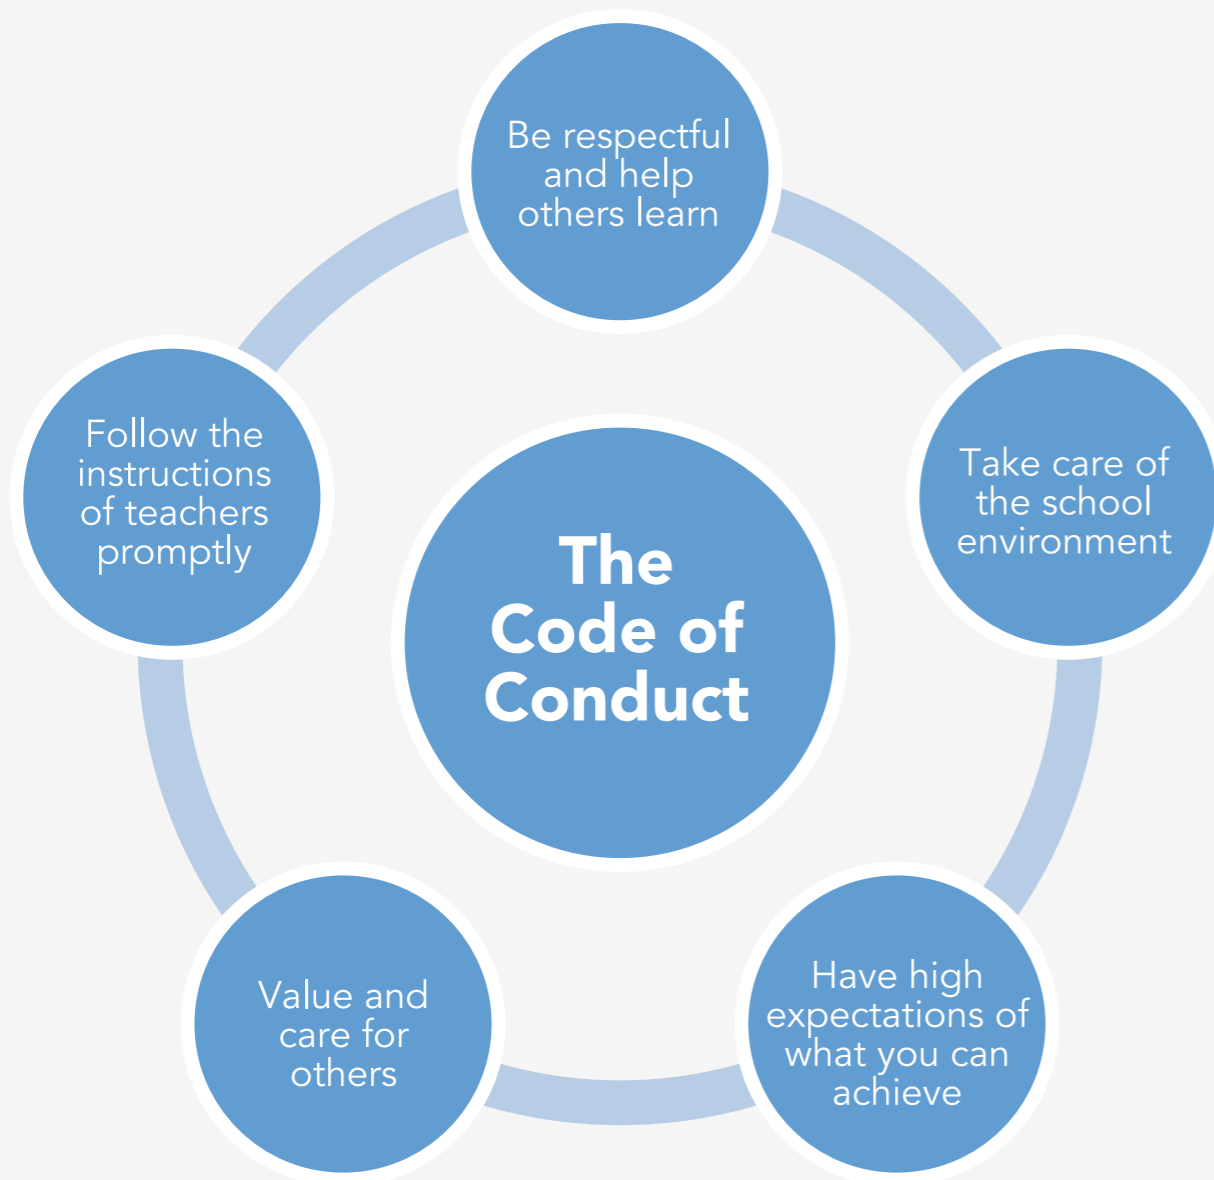 Be respectful
and help
others learn
Take care of
the school
environment
Have high
expectations of
what you can
achieve
Value and
care for
others
Follow the
instructions
of teachers
promptly
The
Code of
Conduct